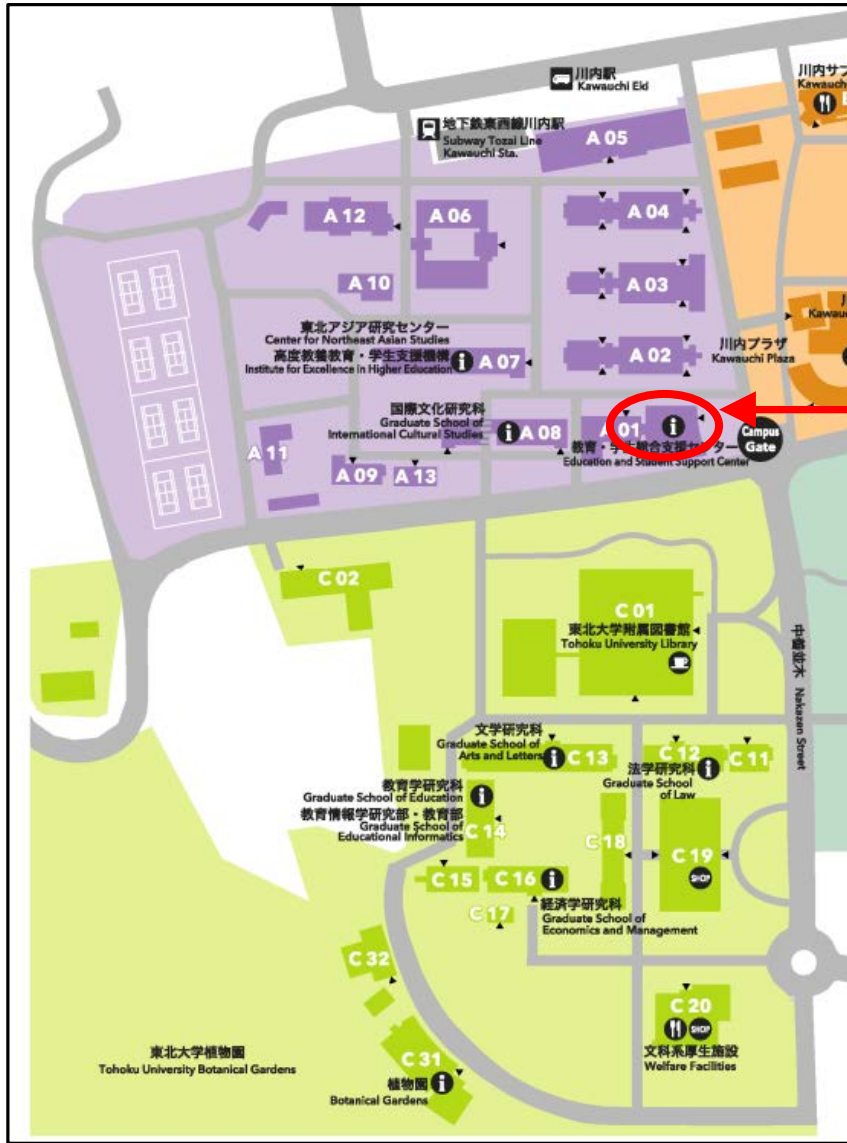 川内駅
Kawauchi Eki
地下鉄東西線川内駅
Subway Tozai Line
Kawauchi Sta.
川内サブ
Kawauch
A 05
A 12
A 06
A 04
A 10
A 03
東北アジア研究センター
Center for Northeast Asian Studies
高度教養教育・学生支援機構
Institute for Excellence in Higher Education
A 07
A 02
川内プラザ
Kawauchi Plaza
川
Kawauc
国際文化研究科
Graduate School of
International Cultural Studies
A 08
A 01
教育・学生総合支援センター
Education and Student Support Center
Campus
Gate
A 11
A 09
A 13
C 02
C 01
東北大学附属図書館
Tohoku University Library
中善並木 Nakazen Street
文学研究科
Graduate School of
Arts and Letters
C 13
C 12
C 11
法学研究科
Graduate School
of Law
教育学研究科
Graduate School of Education
教育情報学研究部・教育部
Graduate School of
Educational Informatics
C 14
C 18
C 19
SHOP
C 15
C 16
C 17
経済学研究科
Graduate School of
Economics and Management
C 32
C 20
SHOP
文科系厚生施設
Welfare Facilities
東北大学植物園
Tohoku University Botanical Gardens
C 31
植物園
Botanical Gardens